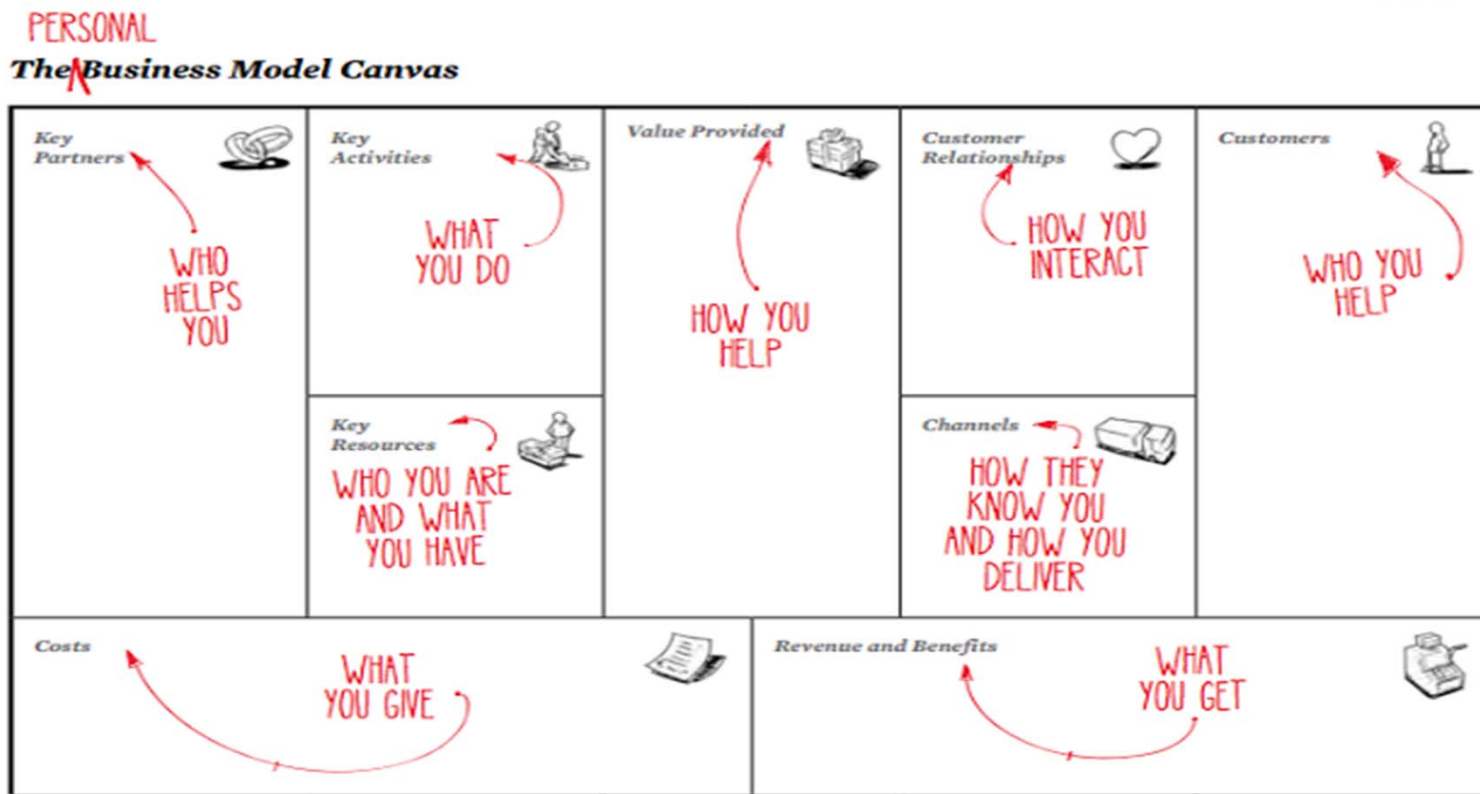 PERSONAL
The Business Model Canvas
Key
Partners
WHO
HELPS
YOU
Key
Activities
WHAT
YOU DO
Key
Resources
WHO YOU ARE
AND WHAT
YOU HAVE
Value Provided
HOW YOU
HELP
Customer
Relationships
HOW YOU
INTERACT
Channels
HOW THEY
KNOW YOU
AND HOW YOU
DELIVER
Customers
WHO YOU
HELP
Costs
WHAT
YOU GIVE
Revenue and Benefits
WHAT
YOU GET